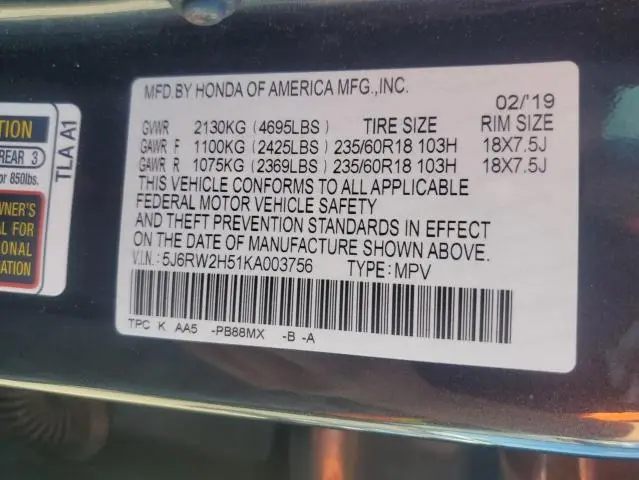 MFD.BY HONDA OF AMERICA MFG.,INC.
02/'19
GVWR 2130KG (4695LBS) TIRE SIZE RIM SIZE
GAWR F 1100KG (2425LBS) 235/60R18 103H 18X7.5J
GAWR R 1075KG (2369LBS) 235/60R18 103H 18X7.5J
THIS VEHICLE CONFORMS TO ALL APPLICABLE
FEDERAL MOTOR VEHICLE SAFETY
AND THEFT PREVENTION STANDARDS IN EFFECT
ON THE DATE OF MANUFACTURE SHOWN ABOVE.
V.I.N.: 5J6RW2H51KA003756 TYPE: MPV
TPC K AA5 -PB88MX -B -A
TION
REAR 3
or 850lbs.
TLA A1
WNER'S
AL FOR
ONAL
ATION